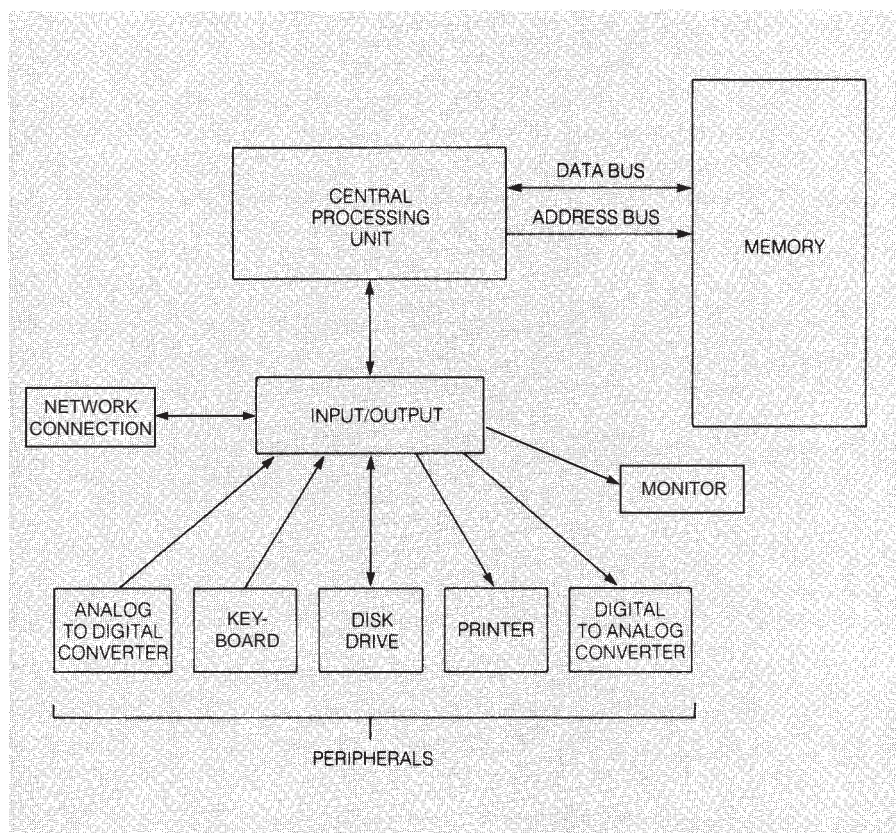 DATA BUS
CENTRAL
PROCESSING
UNIT
ADDRESS BUS
MEMORY
NETWORK
CONNECTION
INPUT/OUTPUT
MONITOR
ANALOG
TO DIGITAL
CONVERTER
KEY-
BOARD
DISK
DRIVE
PRINTER
DIGITAL
TO ANALOG
CONVERTER
PERIPHERALS